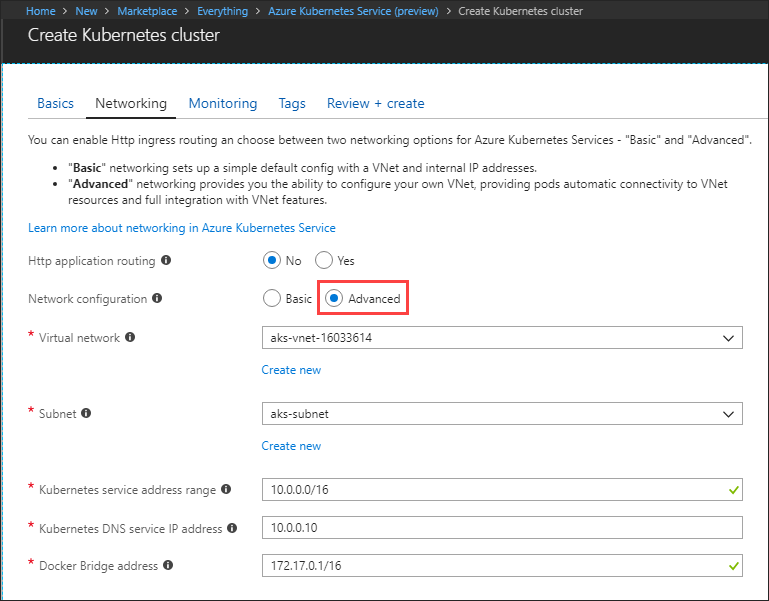 Home > New > Marketplace > Everything > Azure Kubernetes Service (preview) > Create Kubernetes cluster
Create Kubernetes cluster
Basics Networking Monitoring Tags Review + create
You can enable Http ingress routing an choose between two networking options for Azure Kubernetes Services - "Basic" and "Advanced".
• "Basic" networking sets up a simple default config with a VNet and internal IP addresses.
• "Advanced" networking provides you the ability to configure your own VNet, providing pods automatic connectivity to VNet
resources and full integration with VNet features.
Learn more about networking in Azure Kubernetes Service
Http application routing No Yes
Network configuration Basic Advanced
* Virtual network aks-vnet-16033614
Create new
* Subnet aks-subnet
Create new
* Kubernetes service address range 10.0.0.0/16
* Kubernetes DNS service IP address 10.0.0.10
* Docker Bridge address 172.17.0.1/16